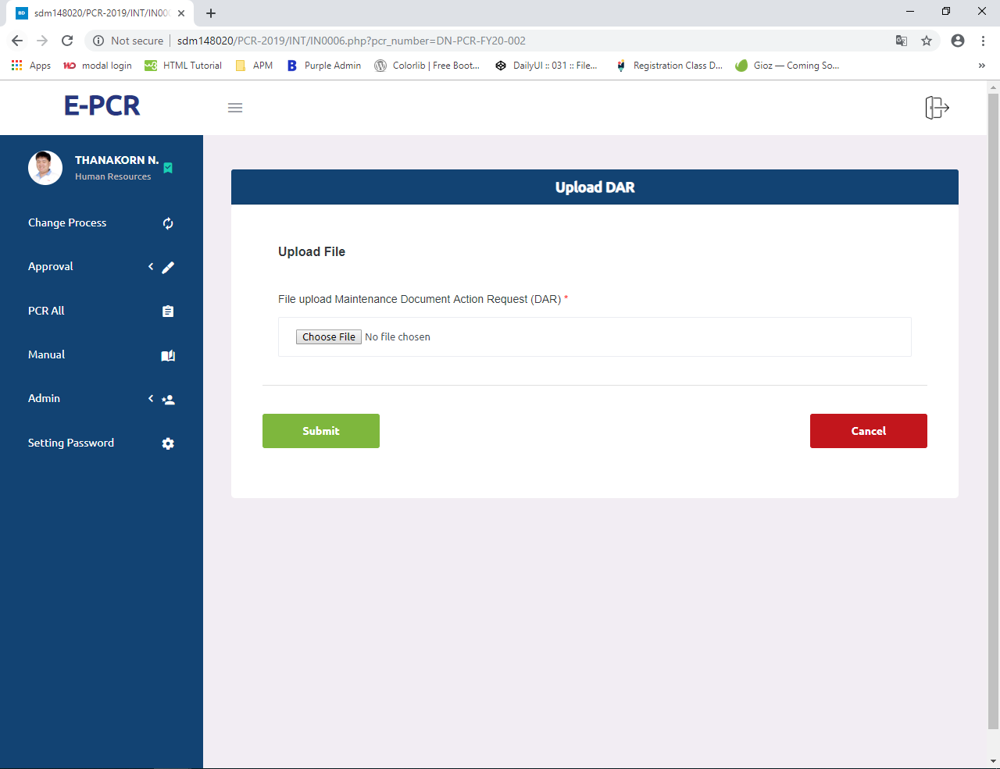 sdm148020/PCR-2019/INT/IN000
Not secure sdm148020/PCR-2019/INT/IN0006.php?pcr_number=DN-PCR-FY20-002
Apps modal login HTML Tutorial APM Purple Admin Colorlib | Free Boot... DailyUI :: 031 :: File... Registration Class D... Gioz — Coming So... »
E-PCR
THANAKORN N.
Human Resources
Change Process
Approval
PCR All
Manual
Admin
Setting Password
Upload DAR
Upload File
File upload Maintenance Document Action Request (DAR) *
Choose File No file chosen
Submit
Cancel